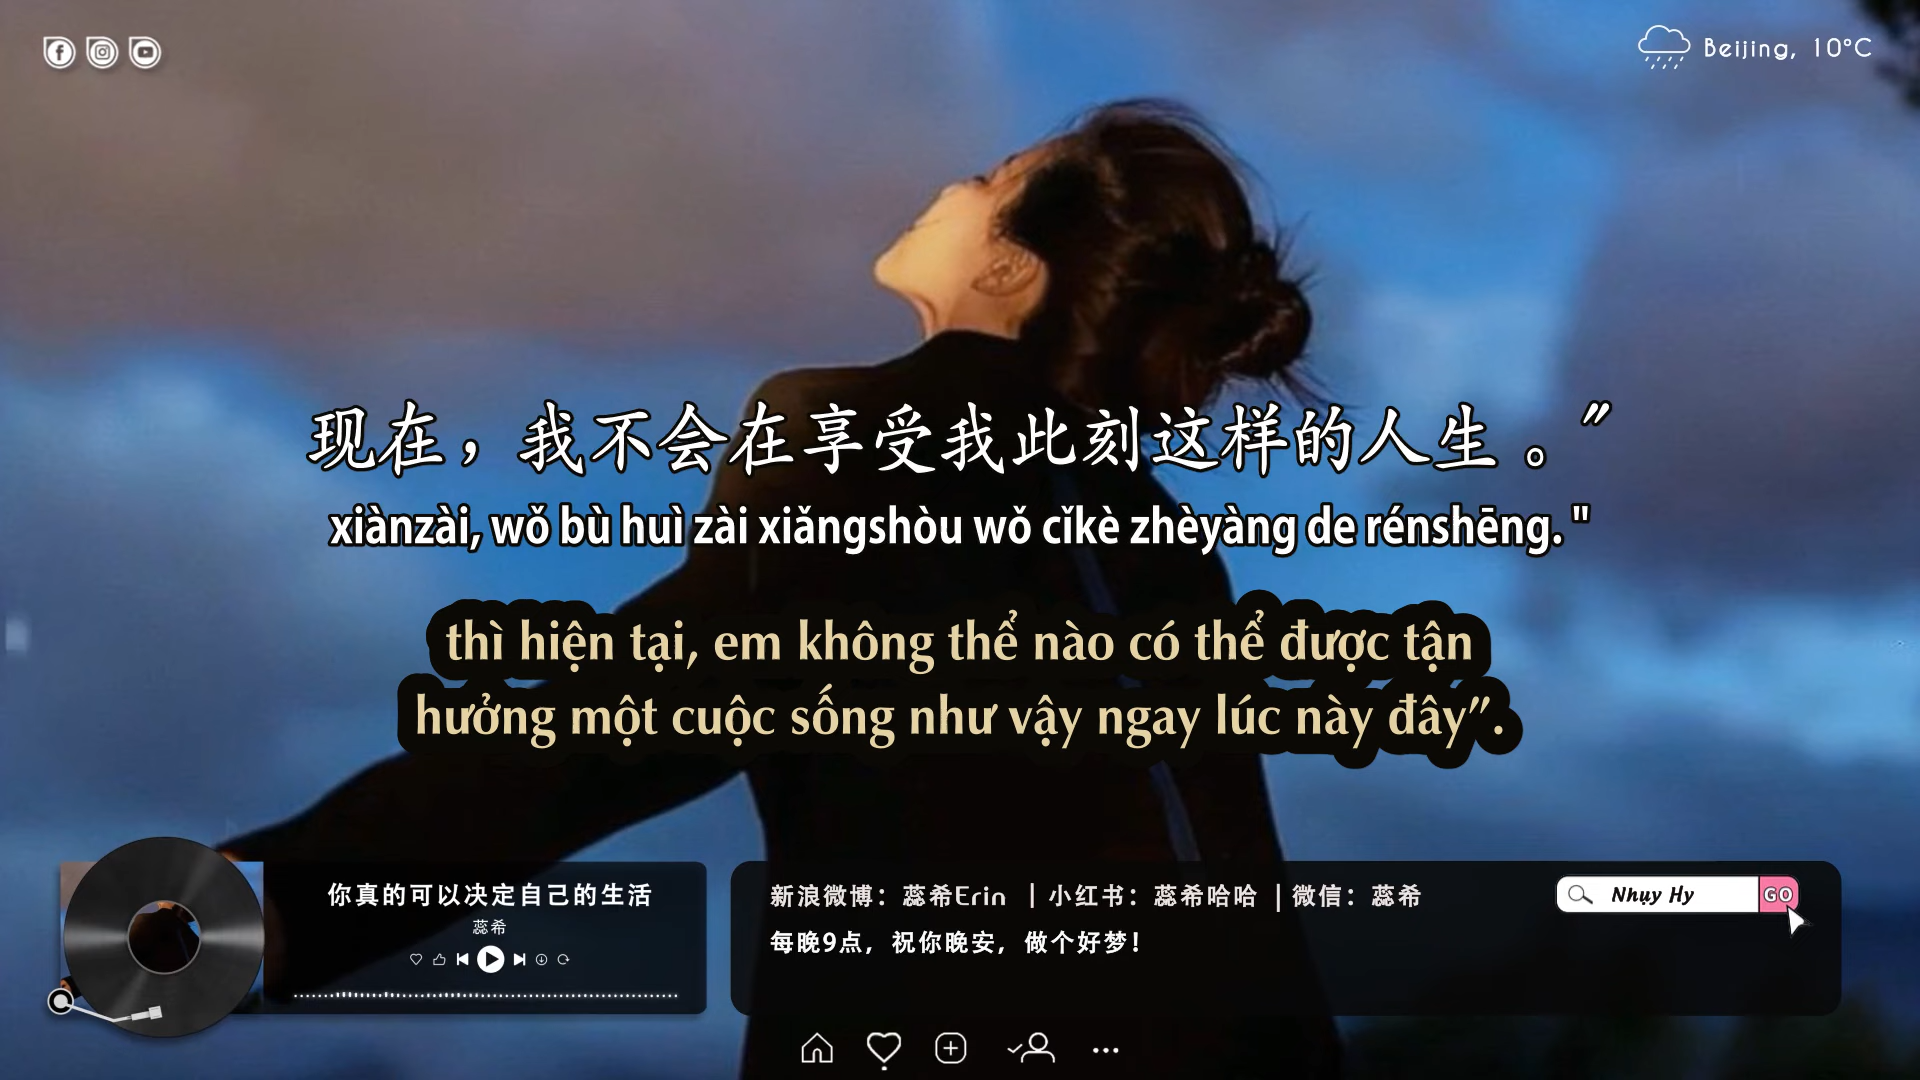 Beijing, 10°C
现在，我不会在享受我此刻这样的人生。”
xiànzài, wǒ bù huì zài xiǎngshòu wǒ cǐkè zhèyàng de rénshēng. "
thì hiện tại, em không thể nào có thể được tận
hưởng một cuộc sống như vậy ngay lúc này đây”.
你真的可以决定自己的生活
蕊希
新浪微博：蕊希Erin ｜小红书：蕊希哈哈 ｜微信：蕊希
每晚9点，祝你晚安，做个好梦！
Nhụy Hy
GO